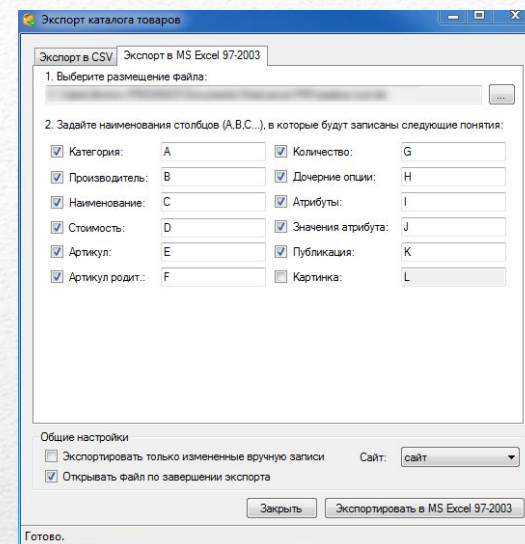 Экспорт каталога товаров
Экспорт в CSV Экспорт в MS Excel 97-2003
1. Выберите размещение файла:
...
2. Задайте наименования столбцов (A,B,C...), в которые будут записаны следующие понятия:
Категория: A Количество: G
Производитель: B Дочерние опции: H
Наименование: C Атрибуты: I
Стоимость: D Значения атрибута: J
Артикул: E Публикация: K
Артикул родит.: F Картинка: L
Общие настройки
Экспортировать только измененные вручную записи Сайт: сайт
Открывать файл по завершении экспорта
Закрыть Экспортировать в MS Excel 97-2003
Готово.